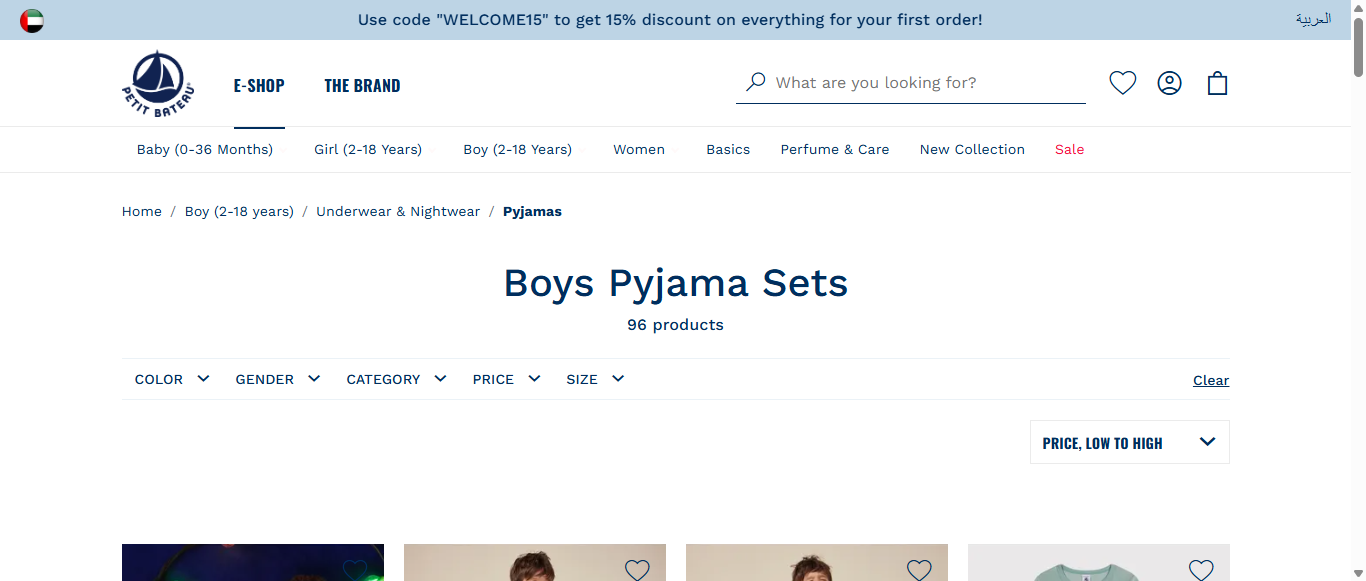 Use code "WELCOME15" to get 15% discount on everything for your first order!
العربية
PETIT BATEAU
E-SHOP
THE BRAND
What are you looking for?
Baby (0-36 Months)
Girl (2-18 Years)
Boy (2-18 Years)
Women
Basics
Perfume & Care
New Collection
Sale
Home / Boy (2-18 years) / Underwear & Nightwear / Pyjamas
Boys Pyjama Sets
96 products
COLOR
GENDER
CATEGORY
PRICE
SIZE
Clear
PRICE, LOW TO HIGH